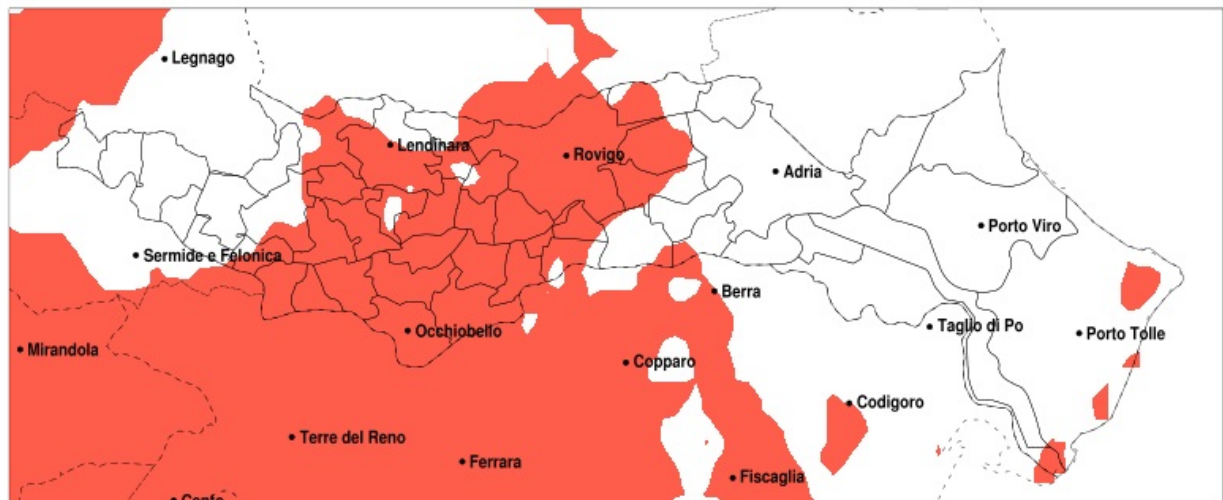 Legnago
Lendinara
Rovigo
Adria
Porto Viro
Sermide e Felonica
Berra
Taglio di Po
Porto Tolle
Occhiobello
Mirandola
Copparo
Codigoro
Terre del Reno
Ferrara
Fiscaglia